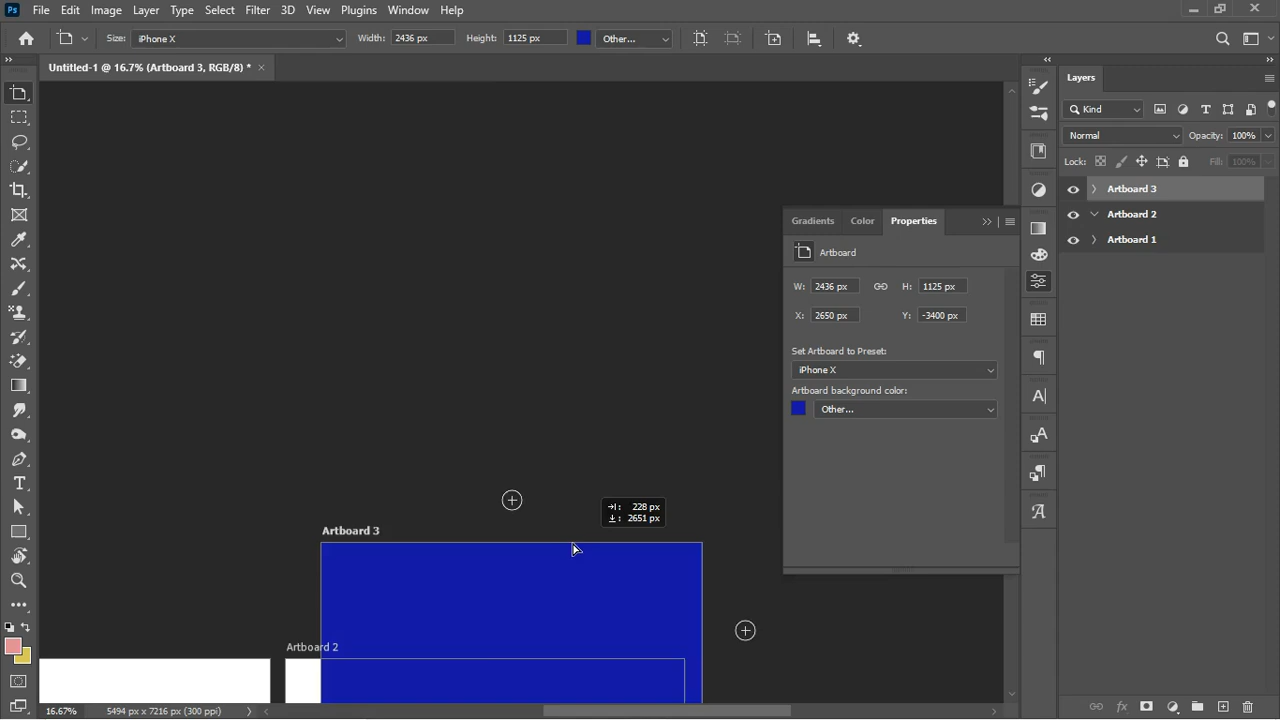 Ps File Edit Image Layer Type Select Filter 3D View Plugins Window Help
Size: iPhone X Width: 2436 px Height: 1125 px Other...
Untitled-1 @ 16.7% (Artboard 3, RGB/8) *
Layers
Kind
Normal Opacity: 100%
Lock: Fill: 100%
Artboard 3
Artboard 2
Artboard 1
Gradients Color Properties
Artboard
W: 2436 px H: 1125 px
X: 2650 px Y: -3400 px
Set Artboard to Preset:
iPhone X
Artboard background color:
Other...
228 px
2651 px
Artboard 3
Artboard 2
16.67% 5494 px x 7216 px (300 ppi)